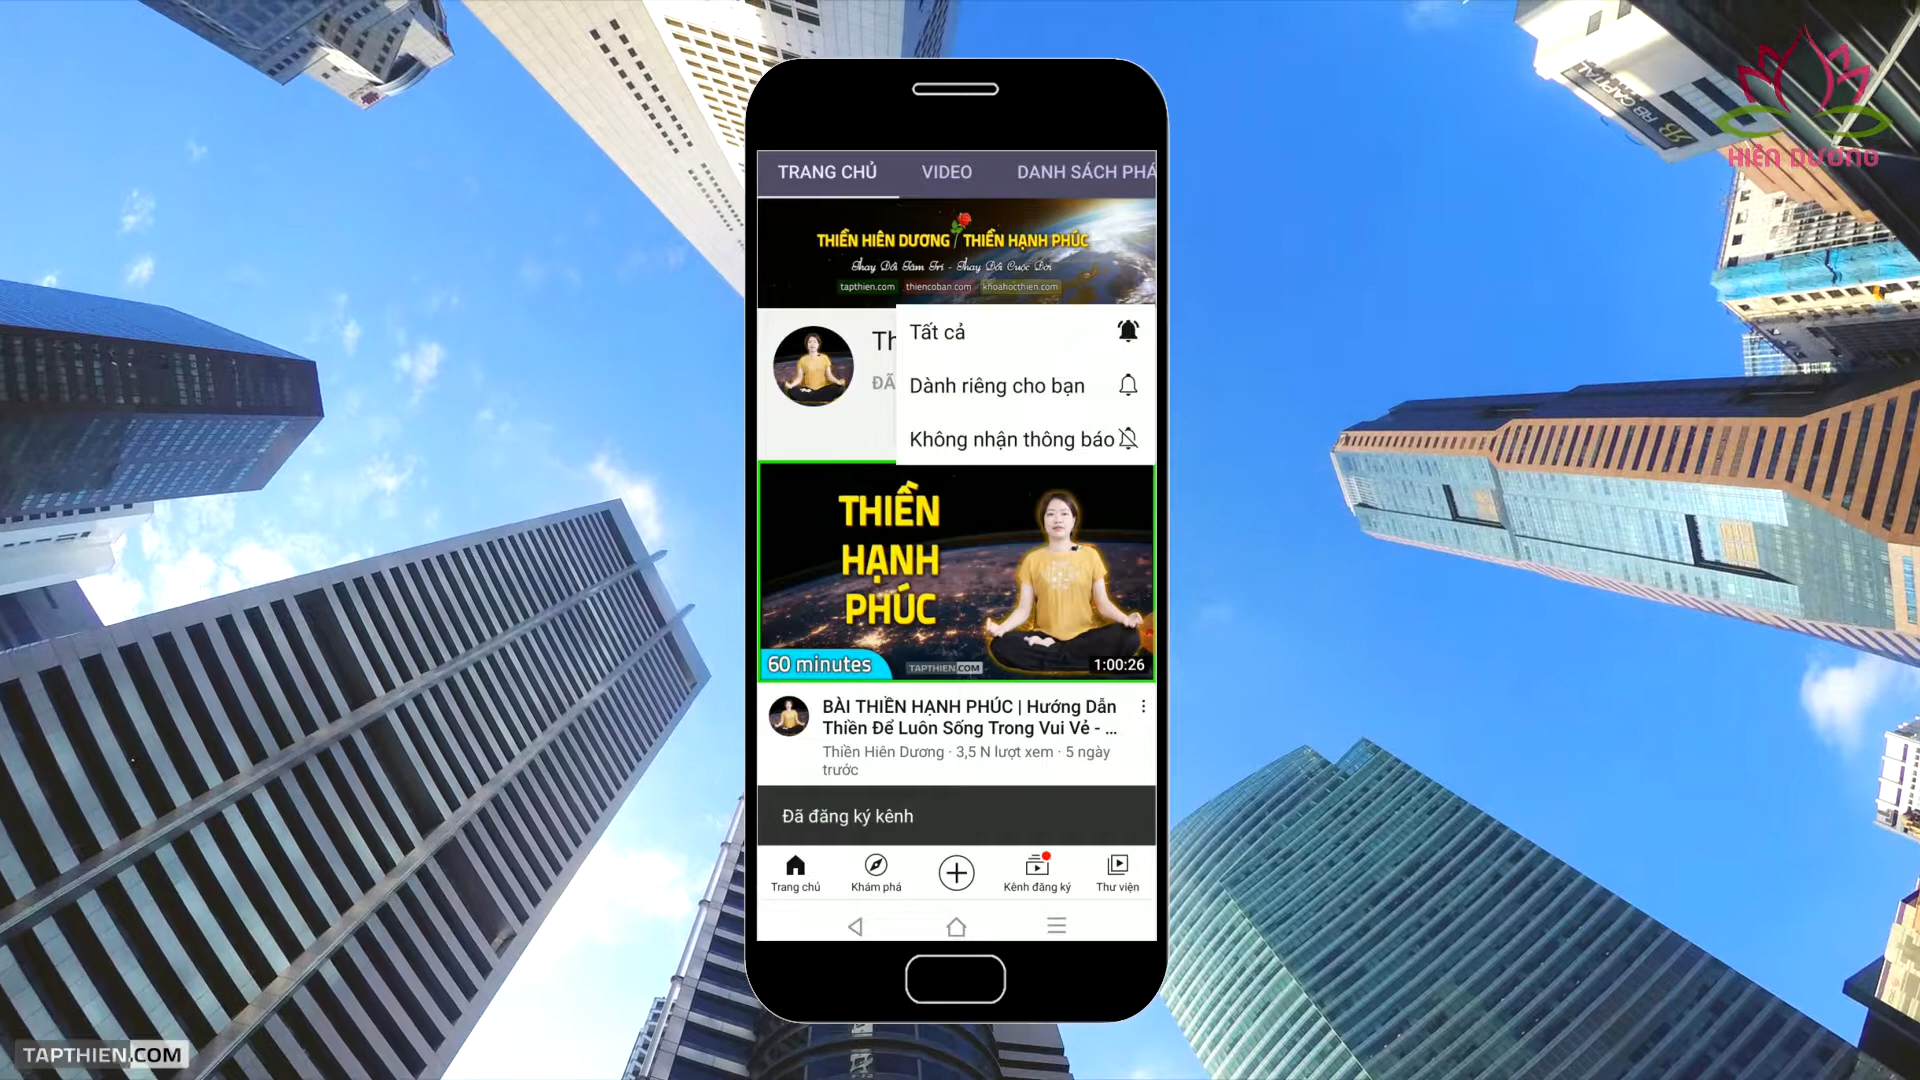 TRANG CHỦ VIDEO DANH SÁCH PHÁ
THIỀN HIÊN DƯƠNG / THIỀN HẠNH PHÚC
Thay Đổi Tâm Trí - Thay Đổi Cuộc Đời
tapthien.com thiencoban.com khoahocthien.com
Th
ĐÃ
Tất cả
Dành riêng cho bạn
Không nhận thông báo
THIỀN
HẠNH
PHÚC
60 minutes
TAPTHIEN.COM
1:00:26
BÀI THIỀN HẠNH PHÚC | Hướng Dẫn
Thiền Để Luôn Sống Trong Vui Vẻ - ...
Thiền Hiên Dương · 3,5 N lượt xem · 5 ngày
trước
Đã đăng ký kênh
Trang chủ Khám phá Kênh đăng ký Thư viện
HIÊN DƯƠNG
RB CAPITAL
TAPTHIEN.COM